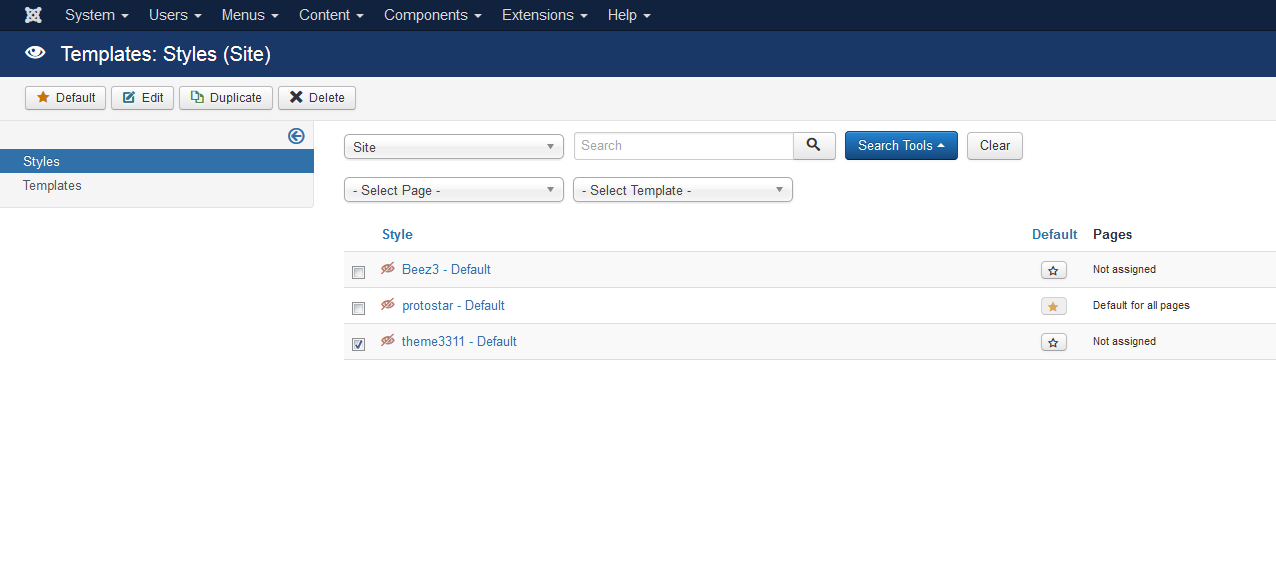 System Users Menus Content Components Extensions Help
Templates: Styles (Site)
Default Edit Duplicate Delete
Site Search Search Tools Clear
Styles
Templates
- Select Page - - Select Template -
Style Default Pages
Beez3 - Default Not assigned
protostar - Default Default for all pages
theme3311 - Default Not assigned